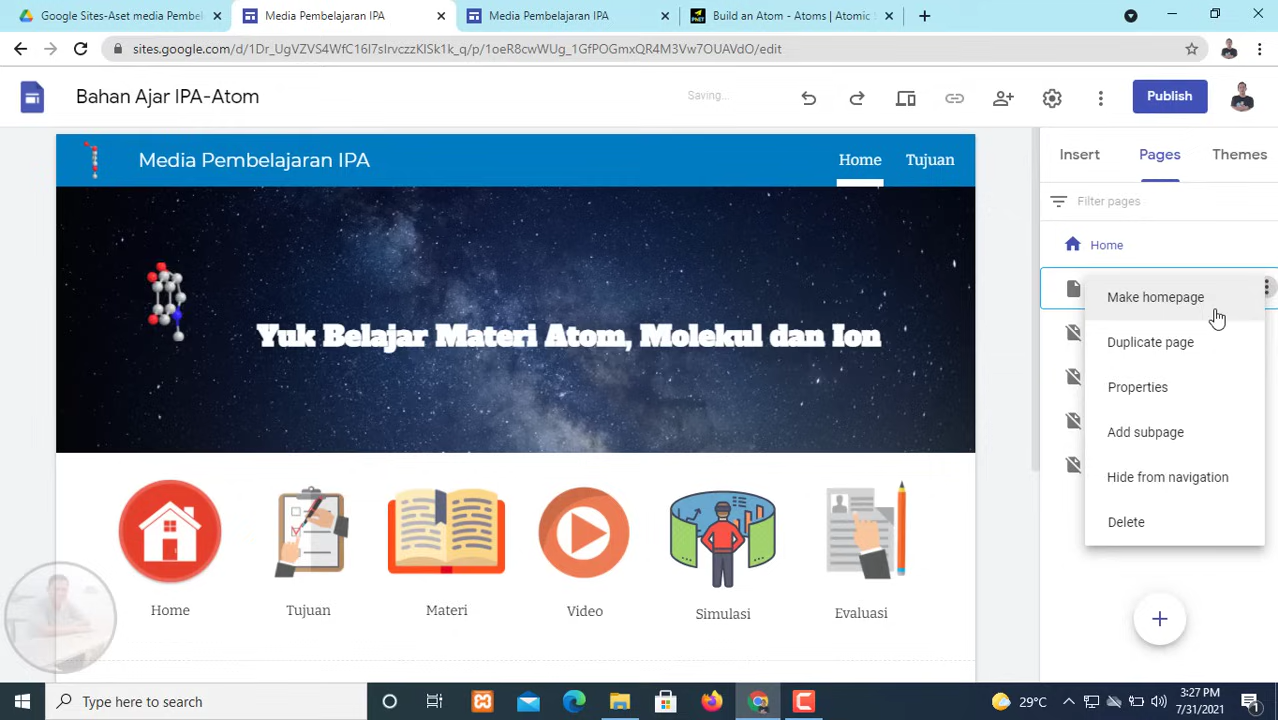 Google Sites-Aset media Pembel
Media Pembelajaran IPA
Media Pembelajaran IPA
Build an Atom - Atoms | Atomic S
sites.google.com/d/1Dr_UgVZVS4WfC16I7sIrvczzKlSk1k_q/p/1oeR8cwWUg_1GfPOGmxQR4M3Vw7OUAVdO/edit
Bahan Ajar IPA-Atom
Saving...
Publish
Media Pembelajaran IPA
Home
Tujuan
Insert
Pages
Themes
Filter pages
Home
Make homepage
Duplicate page
Properties
Add subpage
Hide from navigation
Delete
Yuk Belajar Materi Atom, Molekul dan Ion
Home
Tujuan
Materi
Video
Simulasi
Evaluasi
Type here to search
29°C
3:27 PM
7/31/2021